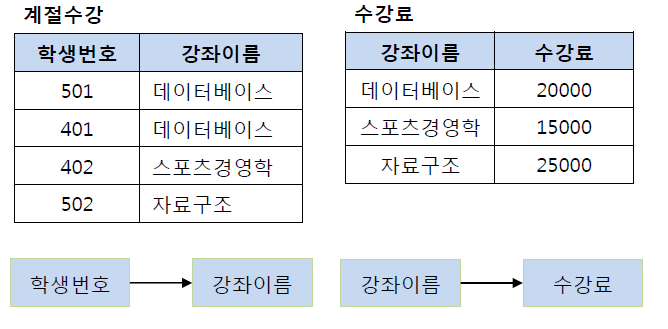 계절수강
학생번호 강좌이름
501 데이터베이스
401 데이터베이스
402 스포츠경영학
502 자료구조
수강료
강좌이름 수강료
데이터베이스 20000
스포츠경영학 15000
자료구조 25000
학생번호 강좌이름
강좌이름 수강료